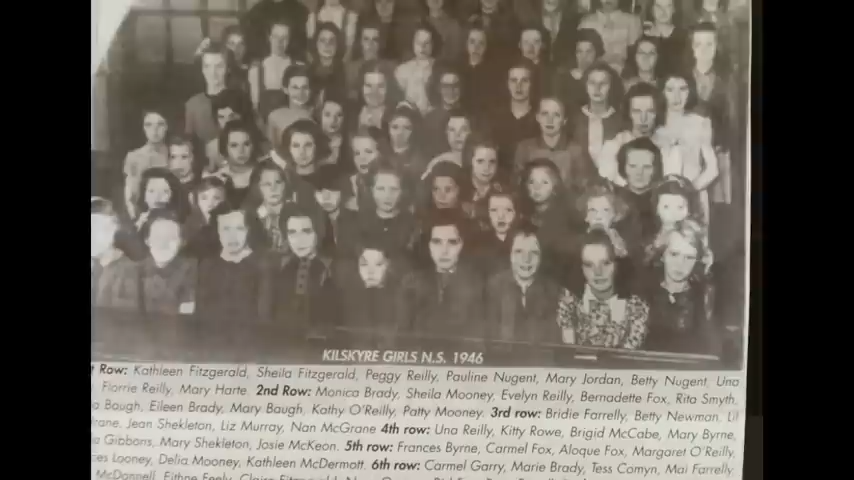 KILSKYRE GIRLS N.S. 1946
Row: Kathleen Fitzgerald, Sheila Fitzgerald, Peggy Reilly, Pauline Nugent, Mary Jordan, Betty Nugent, Una
Florrie Reilly, Mary Harte. 2nd Row: Monica Brady, Sheila Mooney, Evelyn Reilly, Bernadette Fox, Rita Smyth,
Baugh, Eileen Brady, Mary Baugh, Kathy O'Reilly, Patty Mooney. 3rd row: Bridie Farrelly, Betty Newman,
Jean Shekleton, Liz Murray, Nan McGrane 4th row: Una Reilly, Kitty Rowe, Brigid McCabe, Mary Byrne,
Gibbons, Mary Shekleton, Josie McKeon. 5th row: Frances Byrne, Carmel Fox, Aloque Fox, Margaret O'Reilly,
Looney, Delia Mooney, Kathleen McDermott. 6th row: Carmel Garry, Marie Brady, Tess Comyn, Mai Farrelly
McDonnell, Eithne Feely,